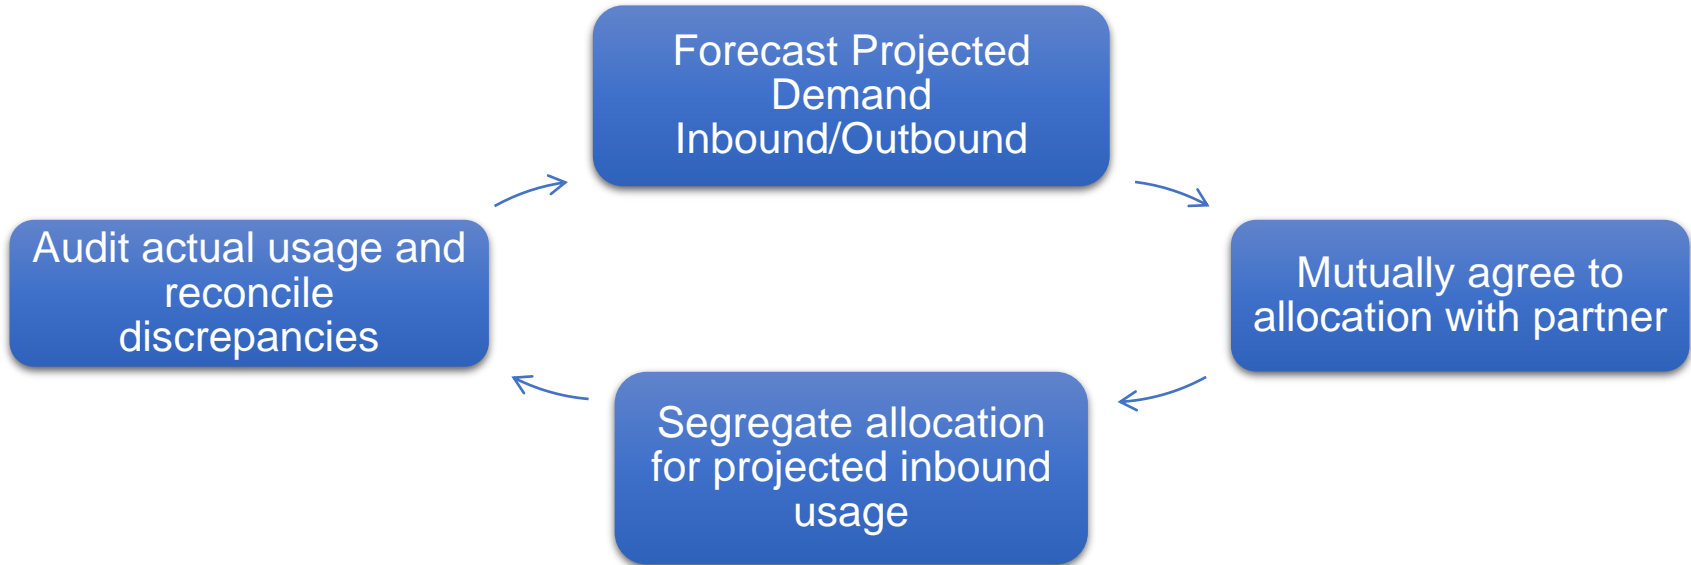 Forecast Projected
Demand
Inbound/Outbound
Mutually agree to
allocation with partner
Segregate allocation
for projected inbound
usage
Audit actual usage and
reconcile
discrepancies